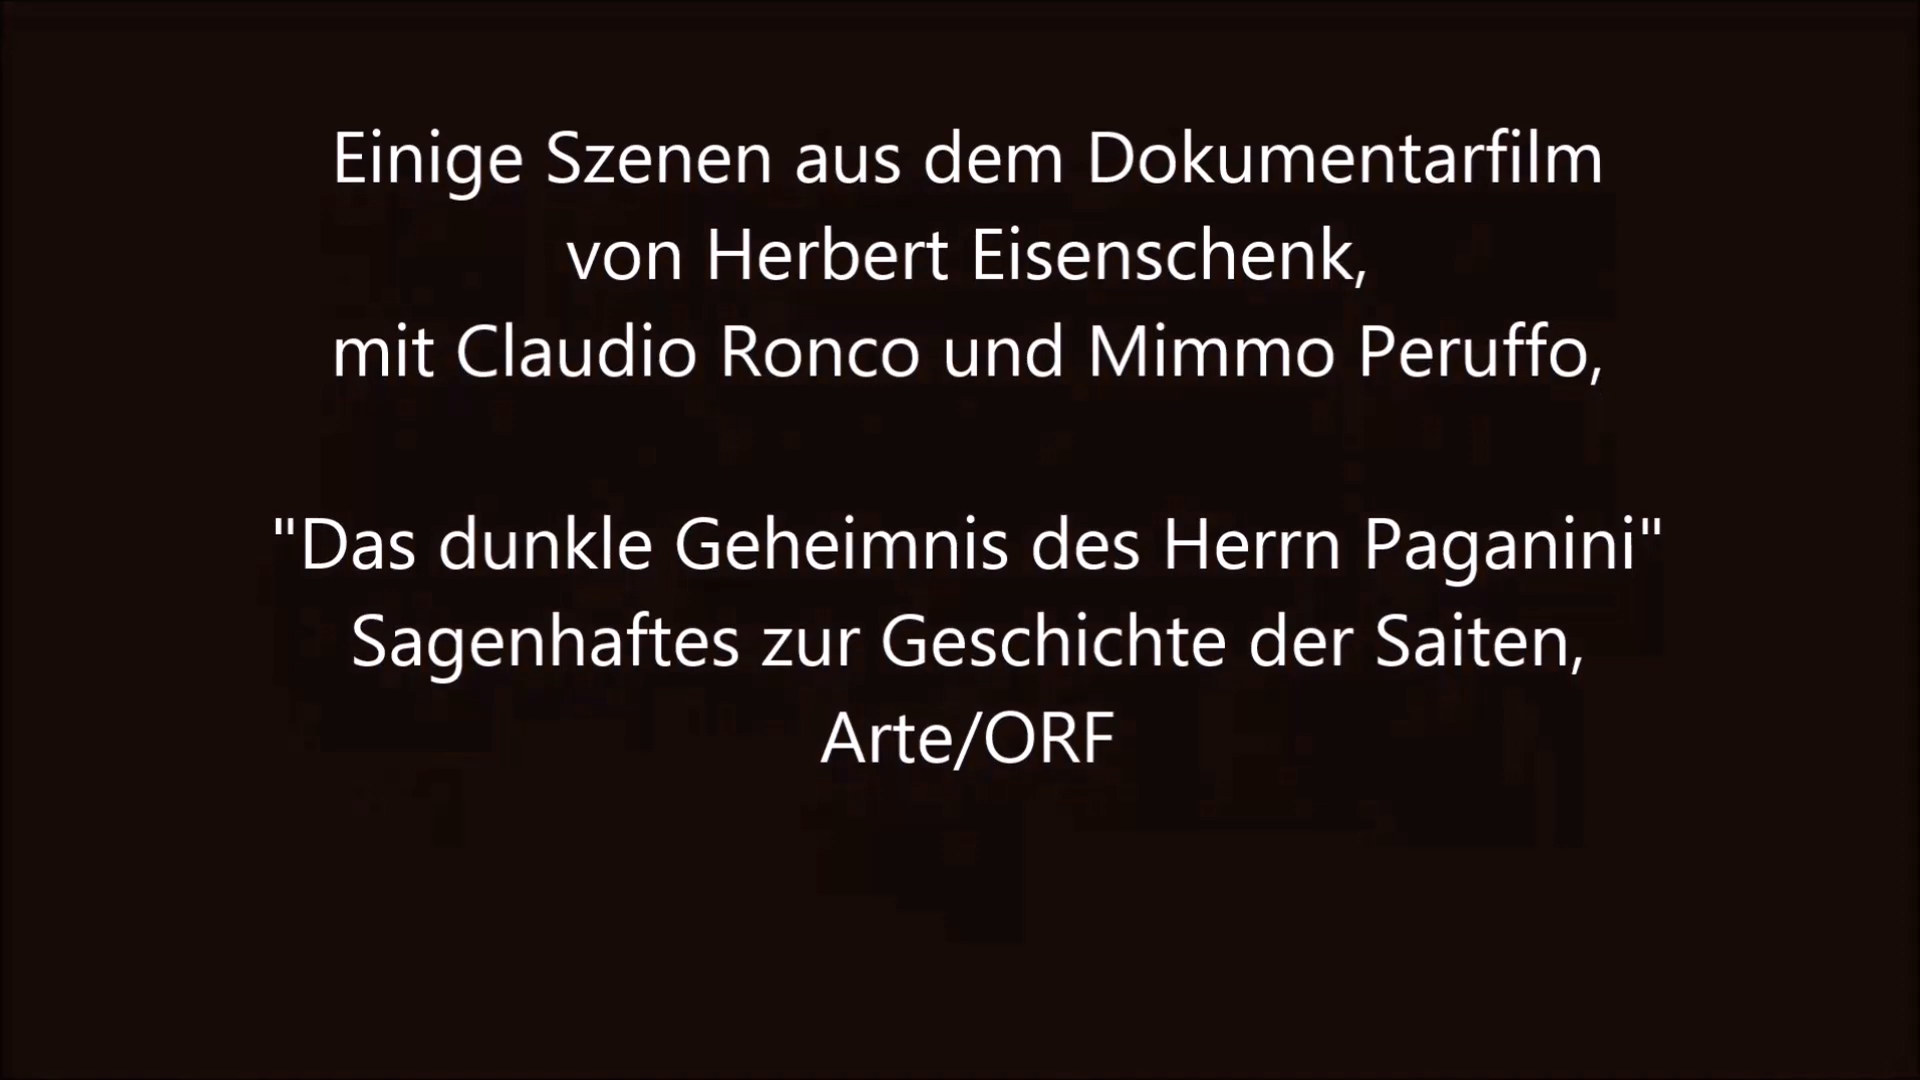 Einige Szenen aus dem Dokumentarfilm
von Herbert Eisenschenk,
mit Claudio Ronco und Mimmo Peruffo,
"Das dunkle Geheimnis des Herrn Paganini"
Sagenhaftes zur Geschichte der Saiten,
Arte/ORF